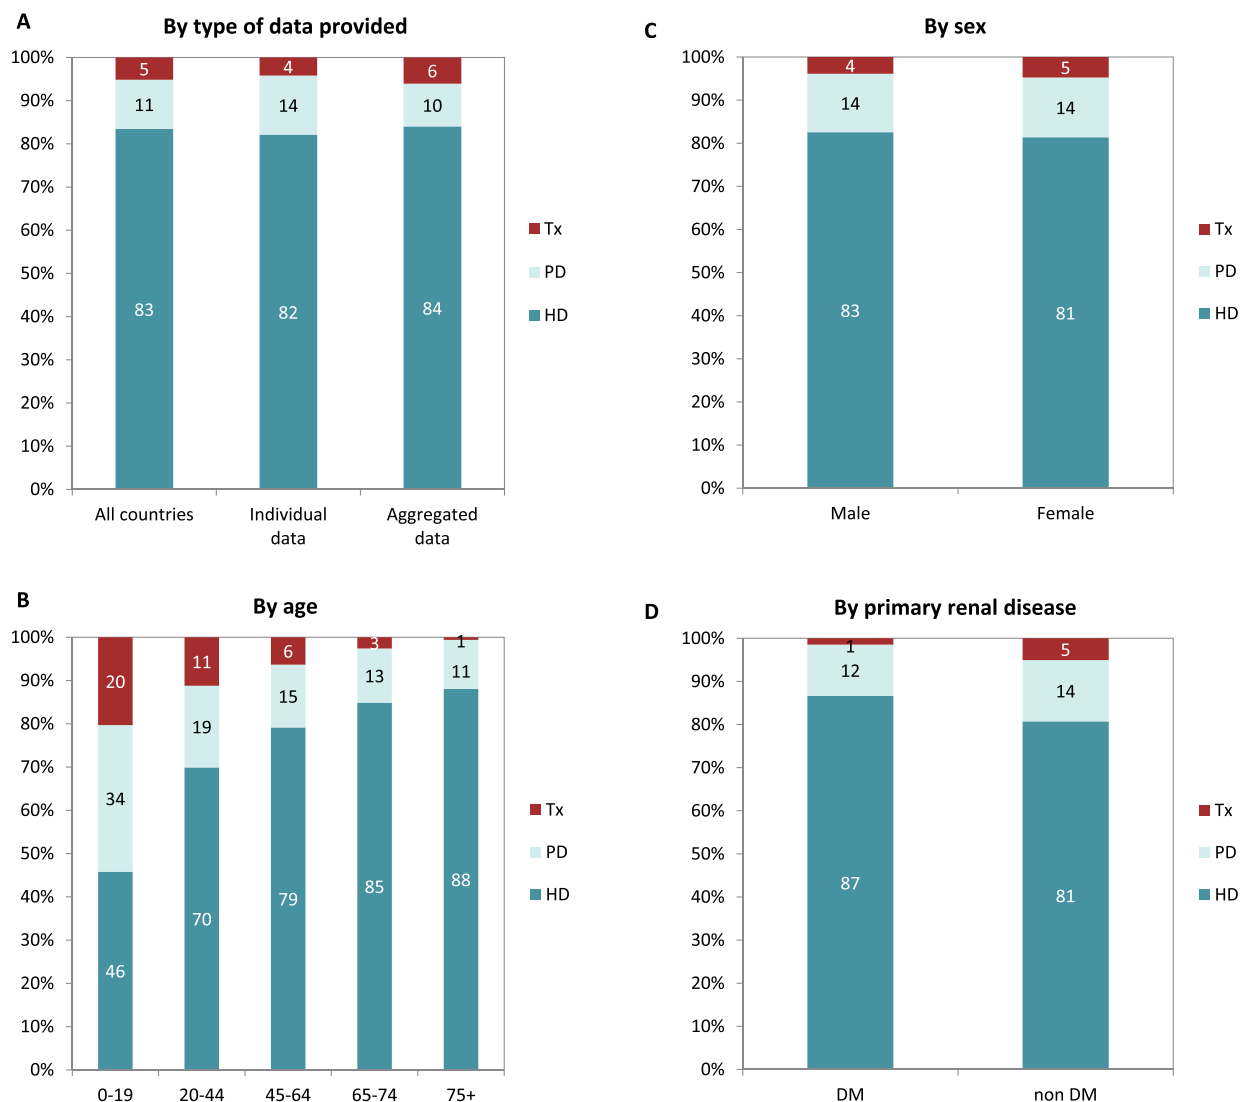 A
By type of data provided
100%
90%
80%
70%
60%
50%
40%
30%
20%
10%
0%
5
4
6
11
14
10
83
82
84
Tx
PD
HD
All countries
Individual
data
Aggregated
data
C
By sex
100%
90%
80%
70%
60%
50%
40%
30%
20%
10%
0%
4
5
14
14
83
81
Tx
PD
HD
Male
Female
B
By age
100%
90%
80%
70%
60%
50%
40%
30%
20%
10%
0%
20
11
6
3
1
34
19
15
13
11
46
70
79
85
88
Tx
PD
HD
0-19
20-44
45-64
65-74
75+
D
By primary renal disease
100%
90%
80%
70%
60%
50%
40%
30%
20%
10%
0%
1
5
12
14
87
81
Tx
PD
HD
DM
non DM